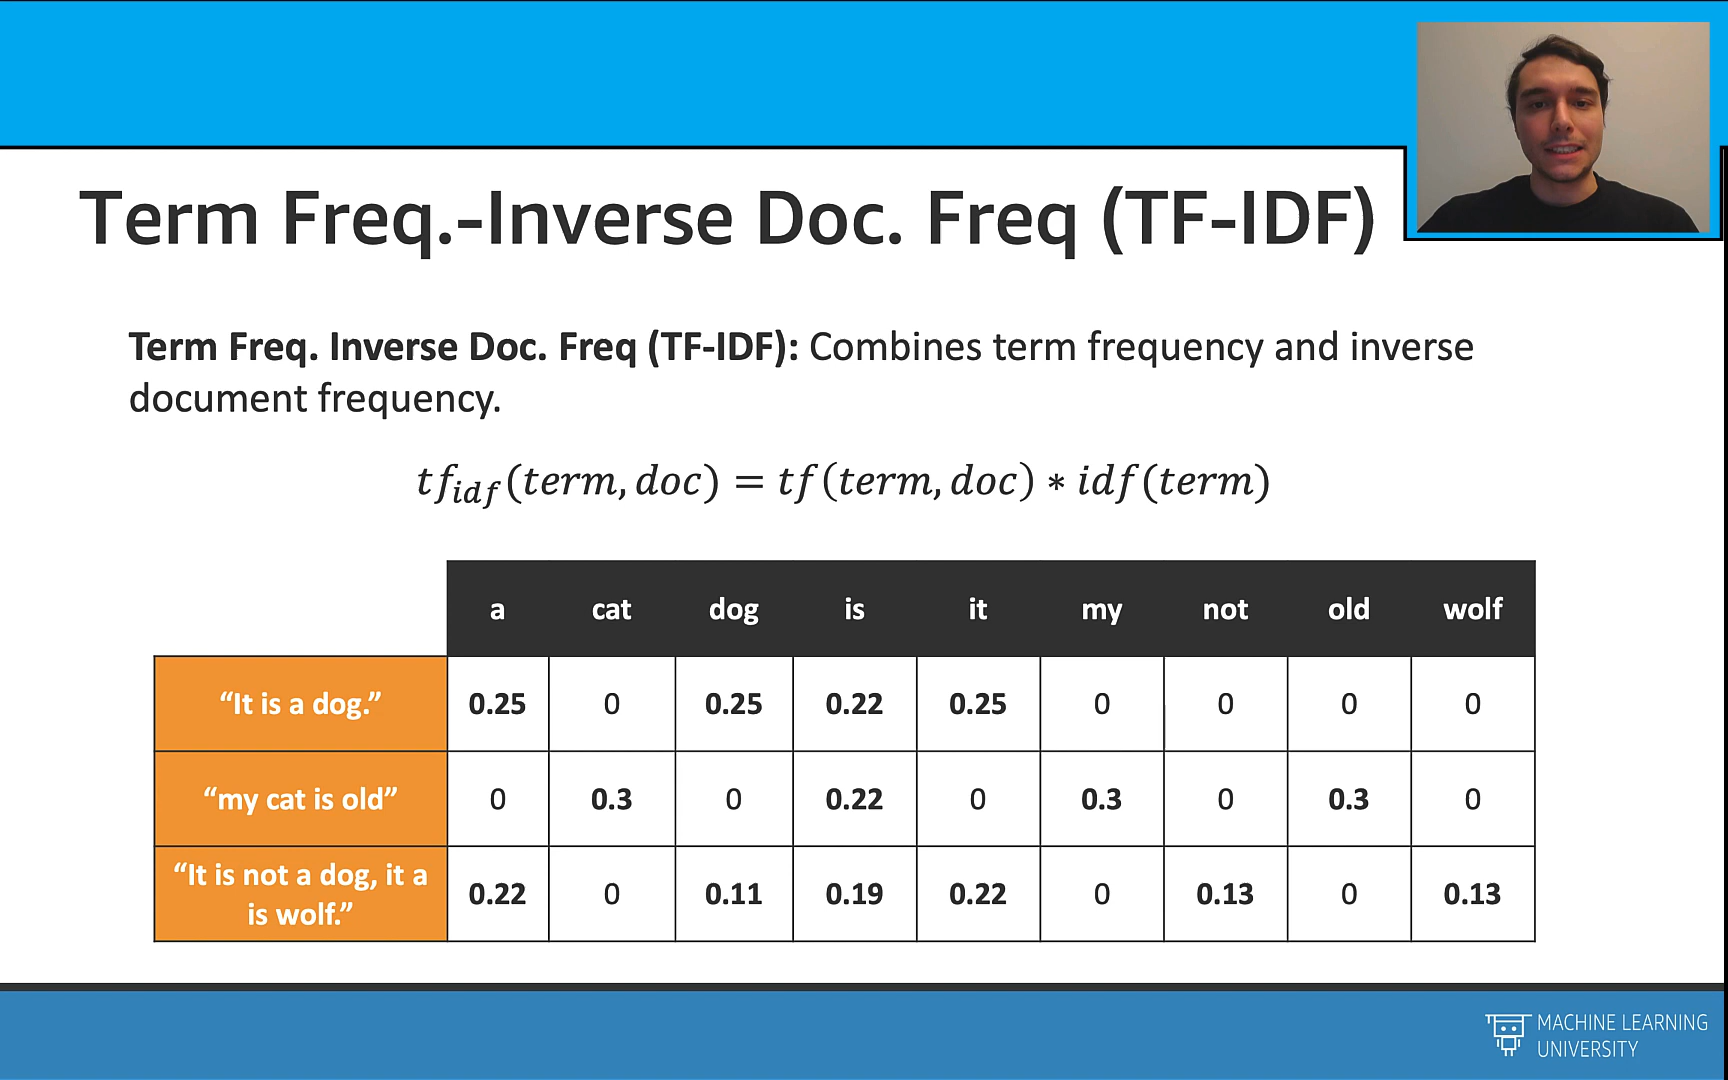 Term Freq.-Inverse Doc. Freq (TF-IDF)
Term Freq. Inverse Doc. Freq (TF-IDF): Combines term frequency and inverse
document frequency.
tf_idf(term, doc) = tf(term, doc) * idf(term)
a cat dog is it my not old wolf
“It is a dog.” 0.25 0 0.25 0.22 0.25 0 0 0 0
“my cat is old” 0 0.3 0 0.22 0 0.3 0 0.3 0
“It is not a dog, it a
is wolf.” 0.22 0 0.11 0.19 0.22 0 0.13 0 0.13
MACHINE LEARNING
UNIVERSITY